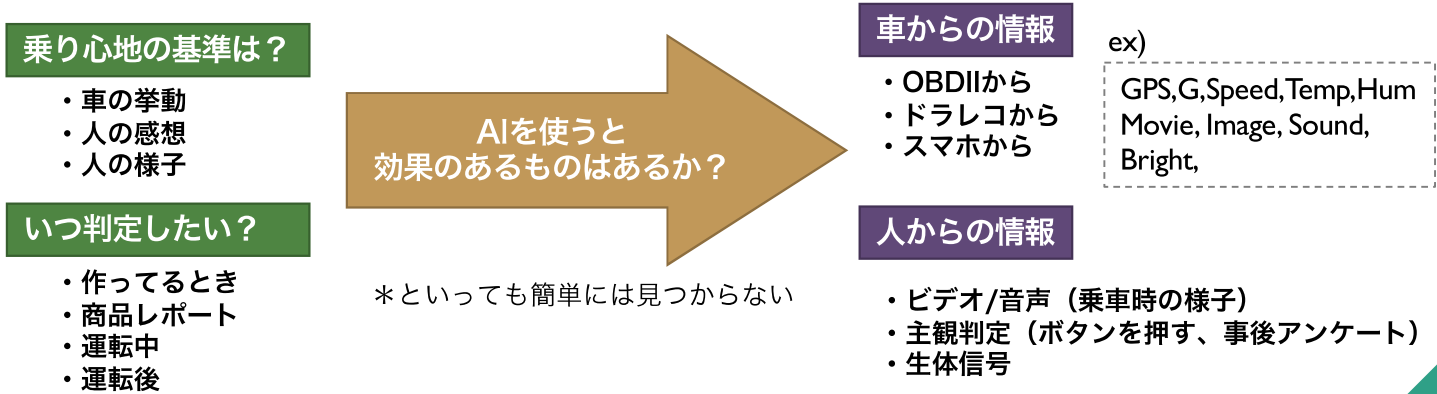 乗り心地の基準は？
・車の挙動
・人の感想
・人の様子
いつ判定したい？
・作ってるとき
・商品レポート
・運転中
・運転後
AIを使うと
効果のあるものはあるか？
＊といっても簡単には見つからない
車からの情報
・OBDIIから
・ドラレコから
・スマホから
ex)
GPS,G,Speed,Temp,Hum
Movie, Image, Sound,
Bright,
人からの情報
・ビデオ/音声（乗車時の様子）
・主観判定（ボタンを押す、事後アンケート）
・生体信号